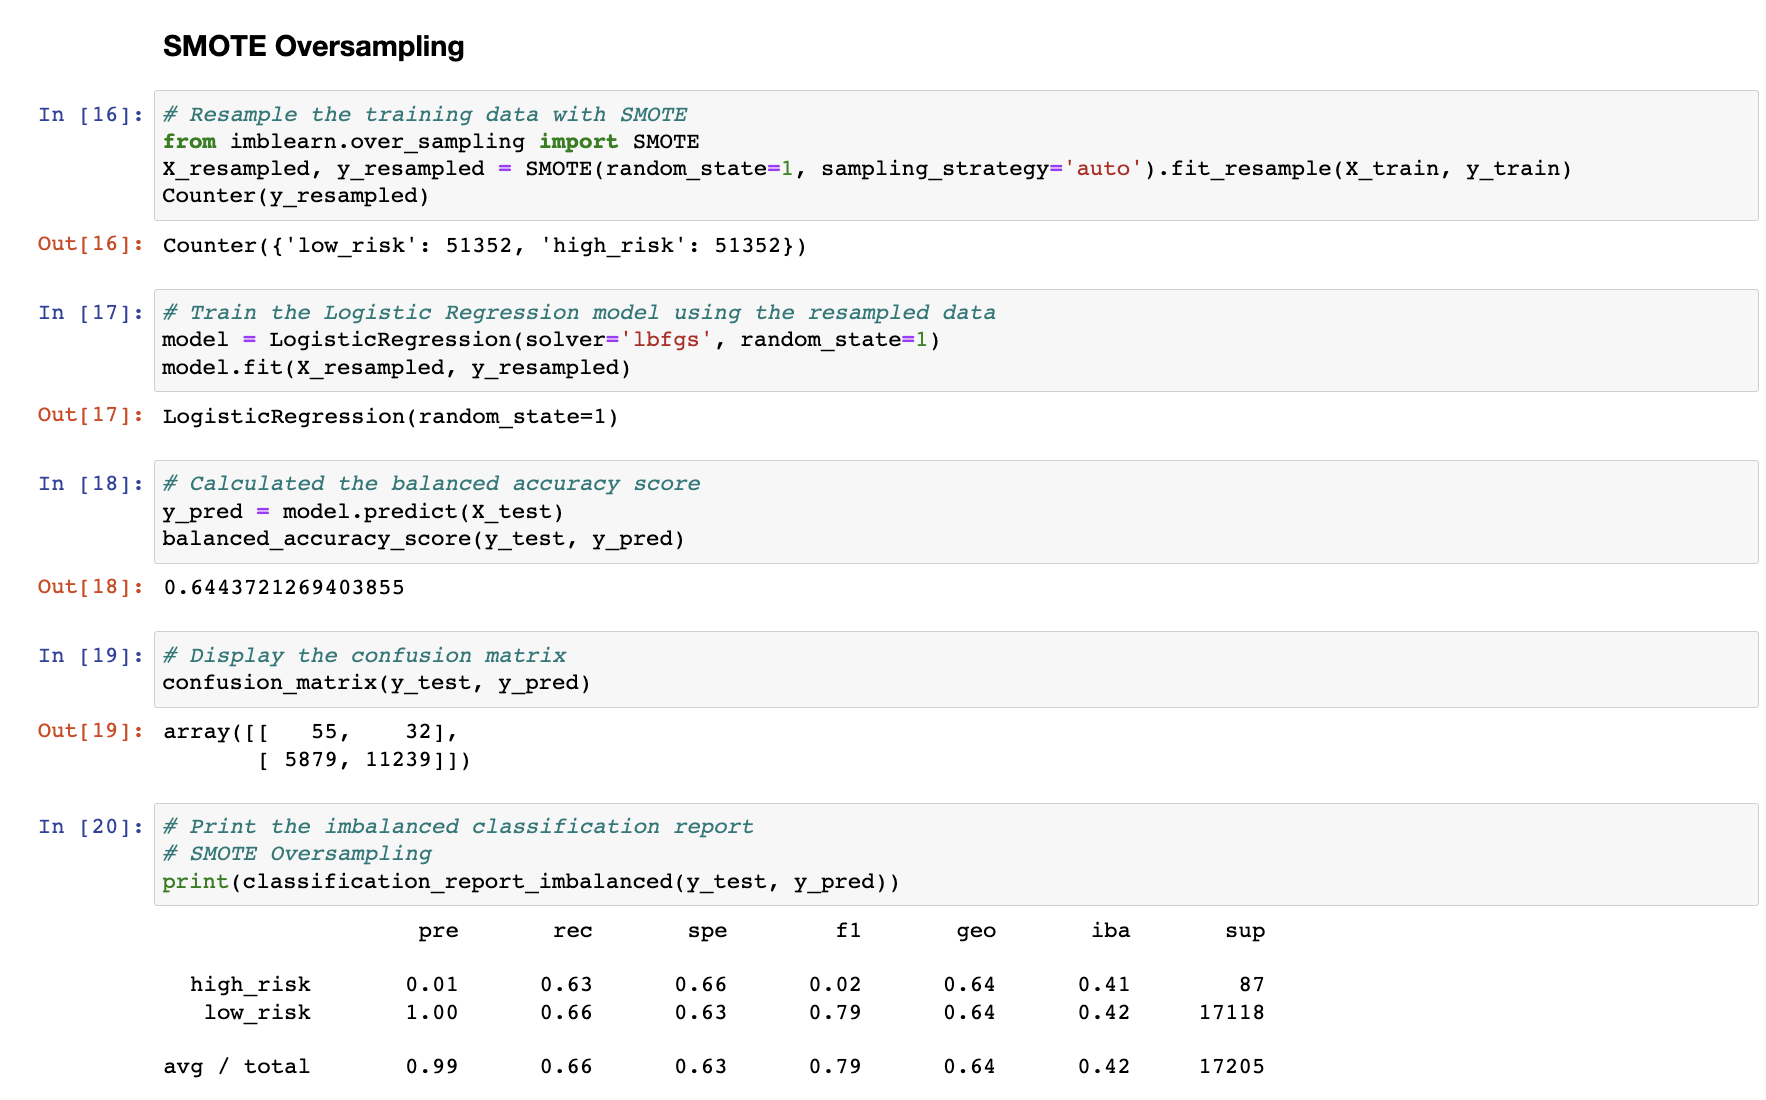 SMOTE Oversampling
In [16]: # Resample the training data with SMOTE
from imblearn.over_sampling import SMOTE
X_resampled, y_resampled = SMOTE(random_state=1, sampling_strategy='auto').fit_resample(X_train, y_train)
Counter(y_resampled)
Out[16]: Counter({'low_risk': 51352, 'high_risk': 51352})
In [17]: # Train the Logistic Regression model using the resampled data
model = LogisticRegression(solver='lbfgs', random_state=1)
model.fit(X_resampled, y_resampled)
Out[17]: LogisticRegression(random_state=1)
In [18]: # Calculated the balanced accuracy score
y_pred = model.predict(X_test)
balanced_accuracy_score(y_test, y_pred)
Out[18]: 0.6443721269403855
In [19]: # Display the confusion matrix
confusion_matrix(y_test, y_pred)
Out[19]: array([[   55,    32],
       [ 5879, 11239]])
In [20]: # Print the imbalanced classification report
# SMOTE Oversampling
print(classification_report_imbalanced(y_test, y_pred))
pre rec spe f1 geo iba sup
high_risk 0.01 0.63 0.66 0.02 0.64 0.41 87
low_risk 1.00 0.66 0.63 0.79 0.64 0.42 17118
avg / total 0.99 0.66 0.63 0.79 0.64 0.42 17205